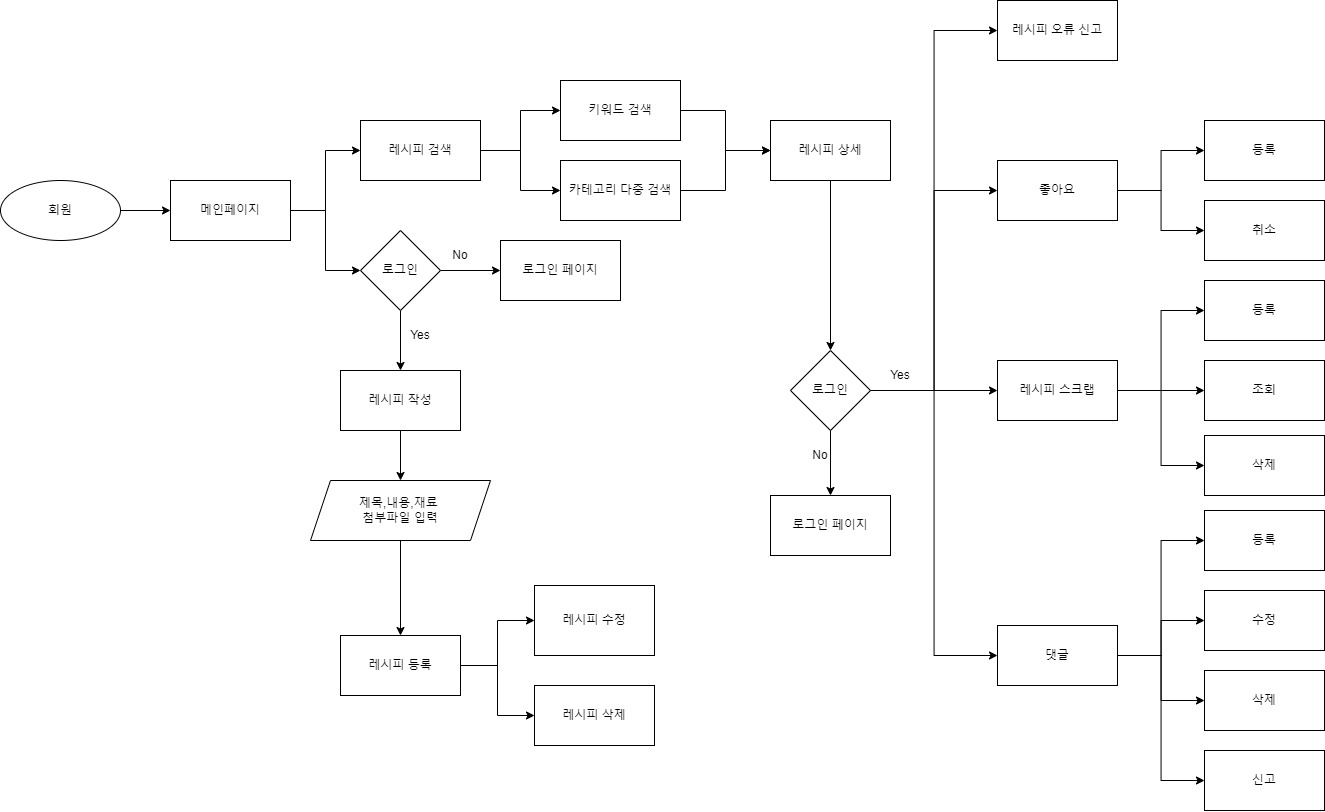 회원
메인페이지
레시피 검색
키워드 검색
카테고리 다중 검색
레시피 상세
로그인
No
로그인 페이지
Yes
레시피 작성
제목,내용,재료
첨부파일 입력
레시피 등록
레시피 수정
레시피 삭제
로그인
No
로그인 페이지
Yes
레시피 오류 신고
좋아요
등록
취소
레시피 스크랩
등록
조회
삭제
댓글
등록
수정
삭제
신고